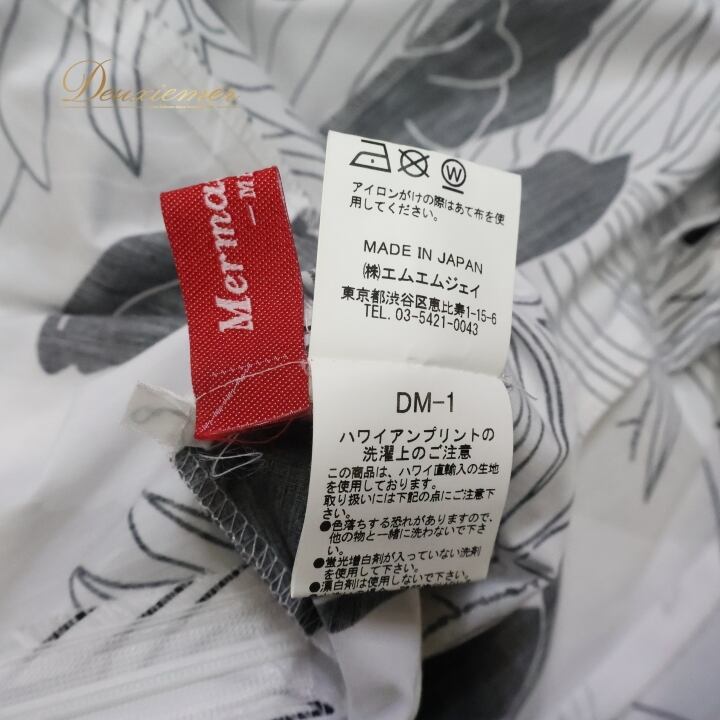 Deuxiemer
Merma
アイロンがけの際はあて布を使
用してください。
MADE IN JAPAN
㈱エムエムジェイ
東京都渋谷区恵比寿1-15-6
TEL. 03-5421-0043
DM-1
ハワイアンプリントの
洗濯上のご注意
この商品は、ハワイ直輸入の生地
を使用しております。
取り扱いには下記の点にご注意下
さい。
●色落ちする恐れがありますので、
他の物と一緒に洗わないで下さ
い。
●蛍光増白剤が入っていない洗剤
を使用して下さい。
●漂白剤は使用しないで下さい。